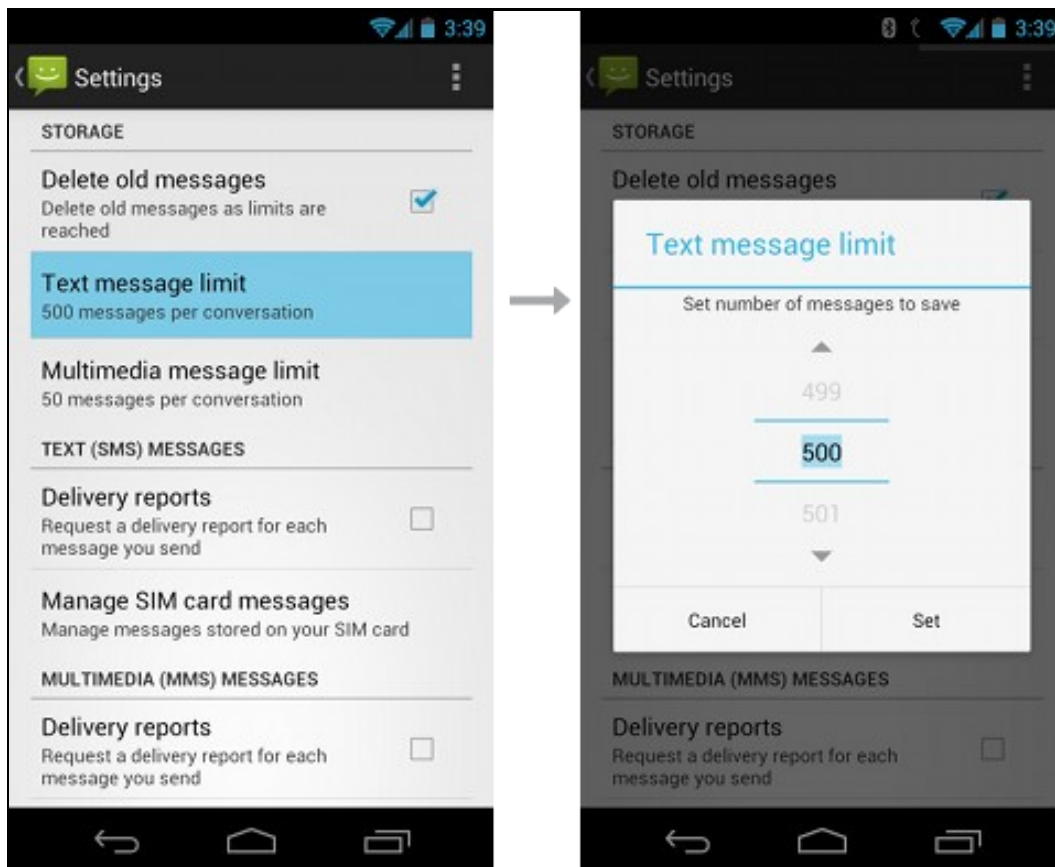 3:39
Settings
STORAGE
Delete old messages
Delete old messages as limits are
reached
Text message limit
500 messages per conversation
Multimedia message limit
50 messages per conversation
TEXT (SMS) MESSAGES
Delivery reports
Request a delivery report for each
message you send
Manage SIM card messages
Manage messages stored on your SIM card
MULTIMEDIA (MMS) MESSAGES
Delivery reports
Request a delivery report for each
message you send
3:39
Settings
STORAGE
Delete old messages
Text message limit
Set number of messages to save
499
500
501
Cancel
Set
MULTIMEDIA (MMS) MESSAGES
Delivery reports
Request a delivery report for each
message you send